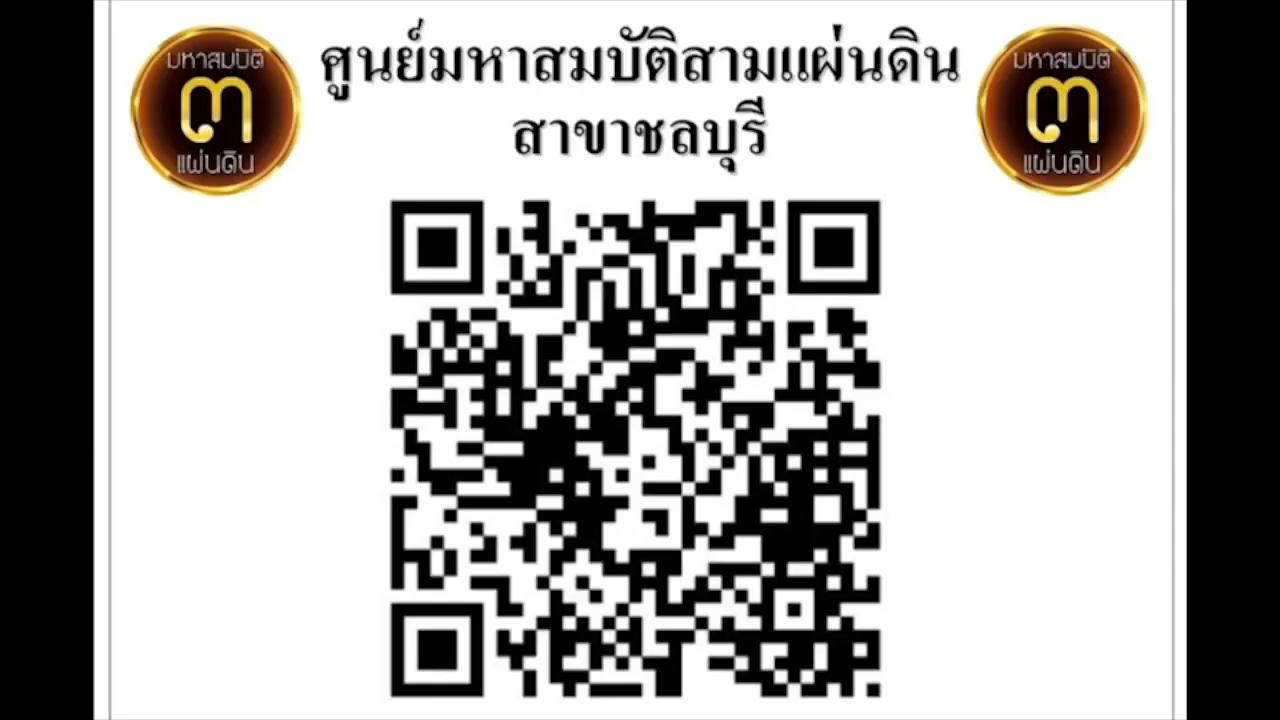 ศูนย์มหาสมบัติสามแผ่นดิน
สาขาชลบุรี
มหาสมบัติ
๓
แผ่นดิน
มหาสมบัติ
๓
แผ่นดิน